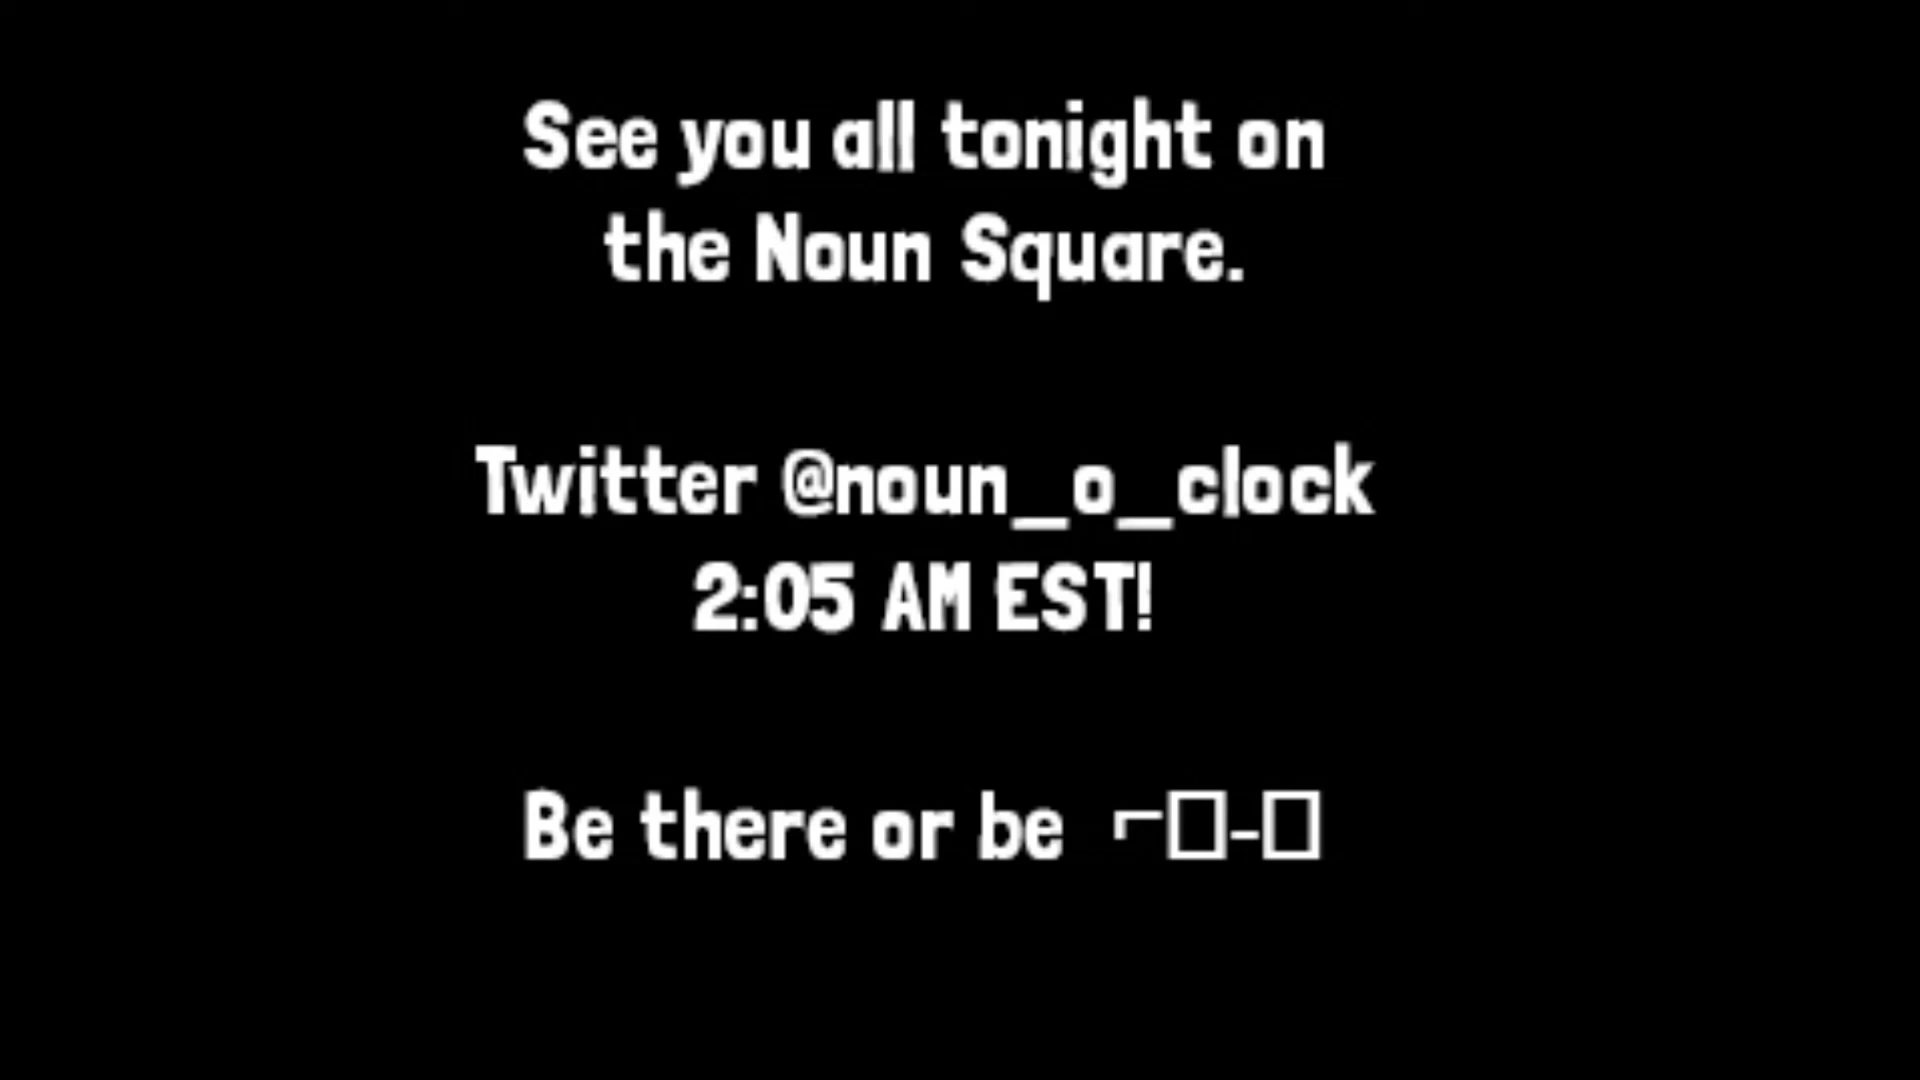 See you all tonight on
the Noun Square.
Twitter @noun_o_clock
2:05 AM EST!
Be there or be ⌐□-□